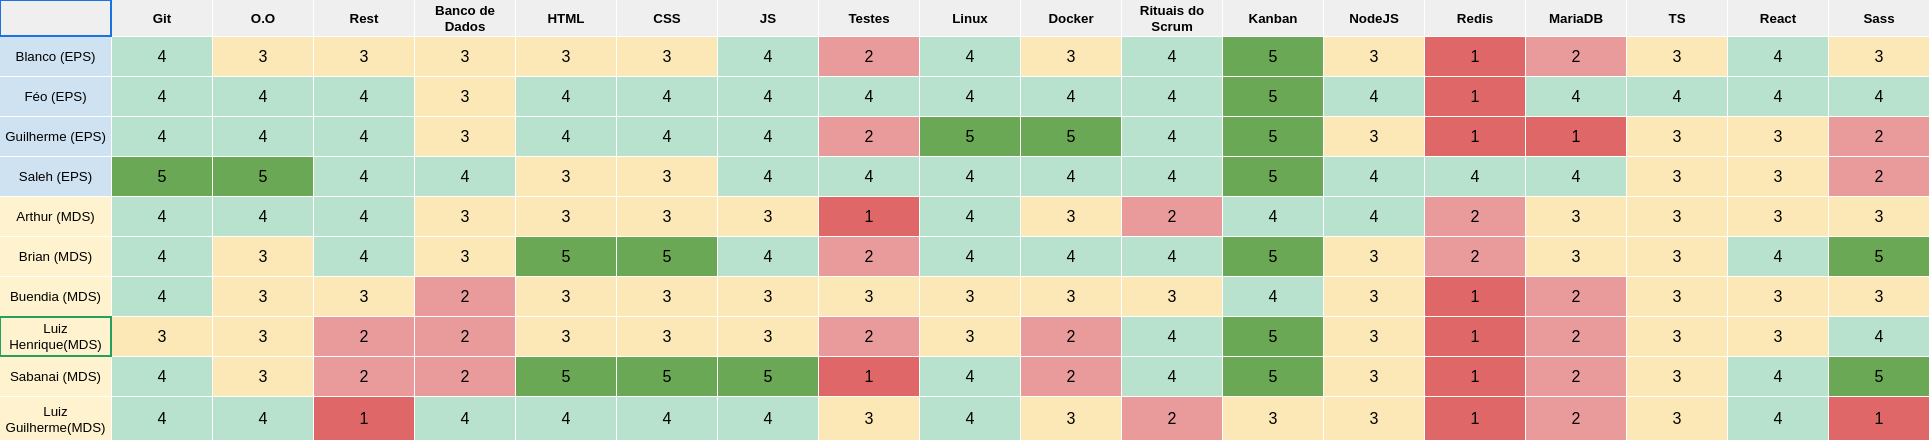 Git O.O Rest Banco de Dados HTML CSS JS Testes Linux Docker Rituais do Scrum Kanban NodeJS Redis MariaDB TS React Sass
Blanco (EPS) 4 3 3 3 3 3 4 2 4 3 4 5 3 1 2 3 4 3
Féo (EPS) 4 4 4 3 4 4 4 4 4 4 4 5 4 1 4 4 4 4
Guilherme (EPS) 4 4 4 3 4 4 4 2 5 5 4 5 3 1 1 3 3 2
Saleh (EPS) 5 5 4 4 3 3 4 4 4 4 4 5 4 4 4 3 3 2
Arthur (MDS) 4 4 4 3 3 3 3 1 4 3 2 4 4 2 3 3 3 3
Brian (MDS) 4 3 4 3 5 5 4 2 4 4 4 5 3 2 3 3 4 5
Buendia (MDS) 4 3 3 2 3 3 3 3 3 3 3 4 3 1 2 3 3 3
Luiz Henrique(MDS) 3 3 2 2 3 3 3 2 3 2 4 5 3 1 2 3 3 4
Sabanai (MDS) 4 3 2 2 5 5 5 1 4 2 4 5 3 1 2 3 4 5
Luiz Guilherme(MDS) 4 4 1 4 4 4 4 3 4 3 2 3 3 1 2 3 4 1